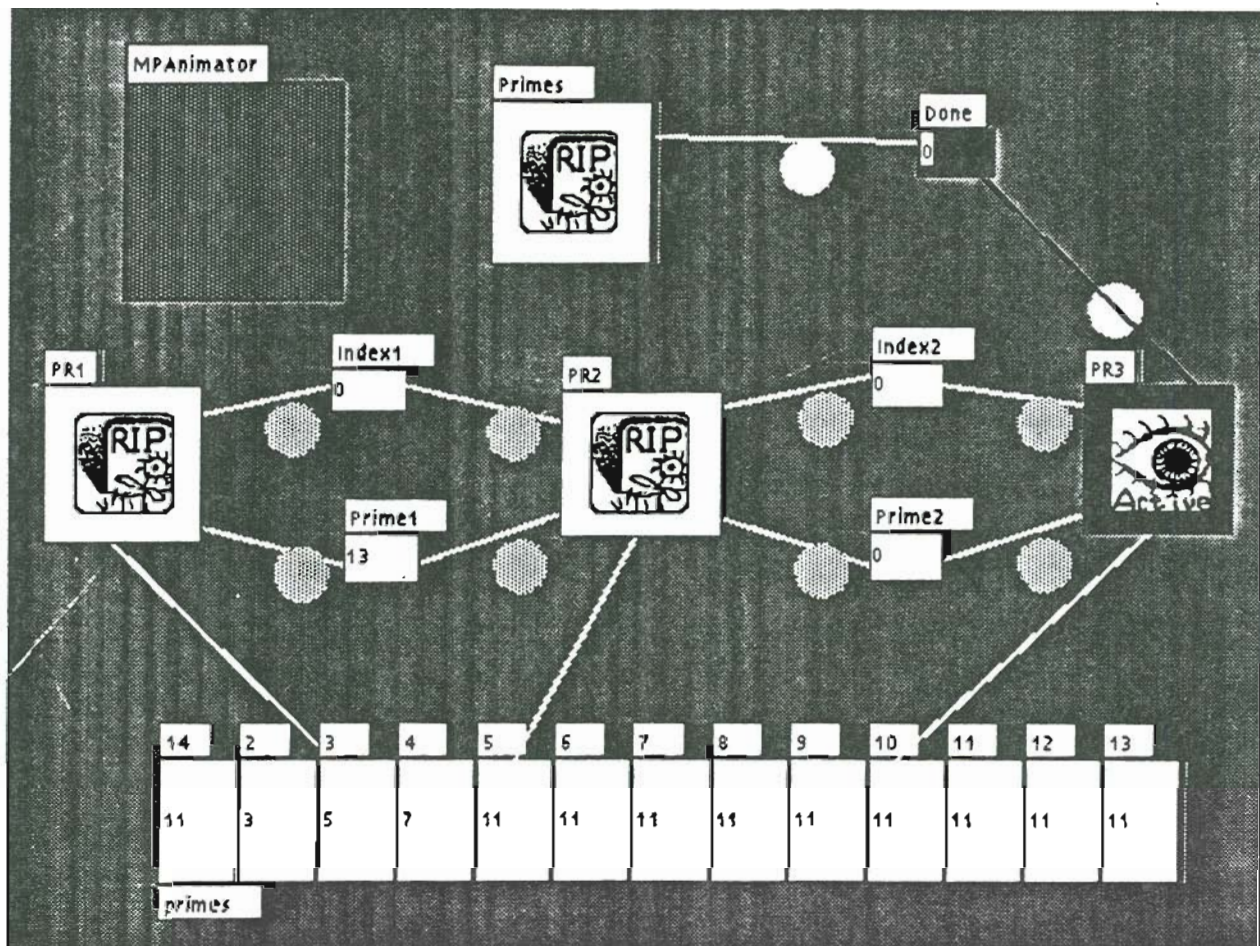 MPAnimator
Primes
RIP
Done
0
PR1
RIP
Index1
0
PR2
RIP
Index2
0
PR3
Active
Prime1
13
Prime2
0
14 2 3 4 5 6 7 8 9 10 11 12 13
11 3 5 7 11 11 11 11 11 11 11 11 11
primes